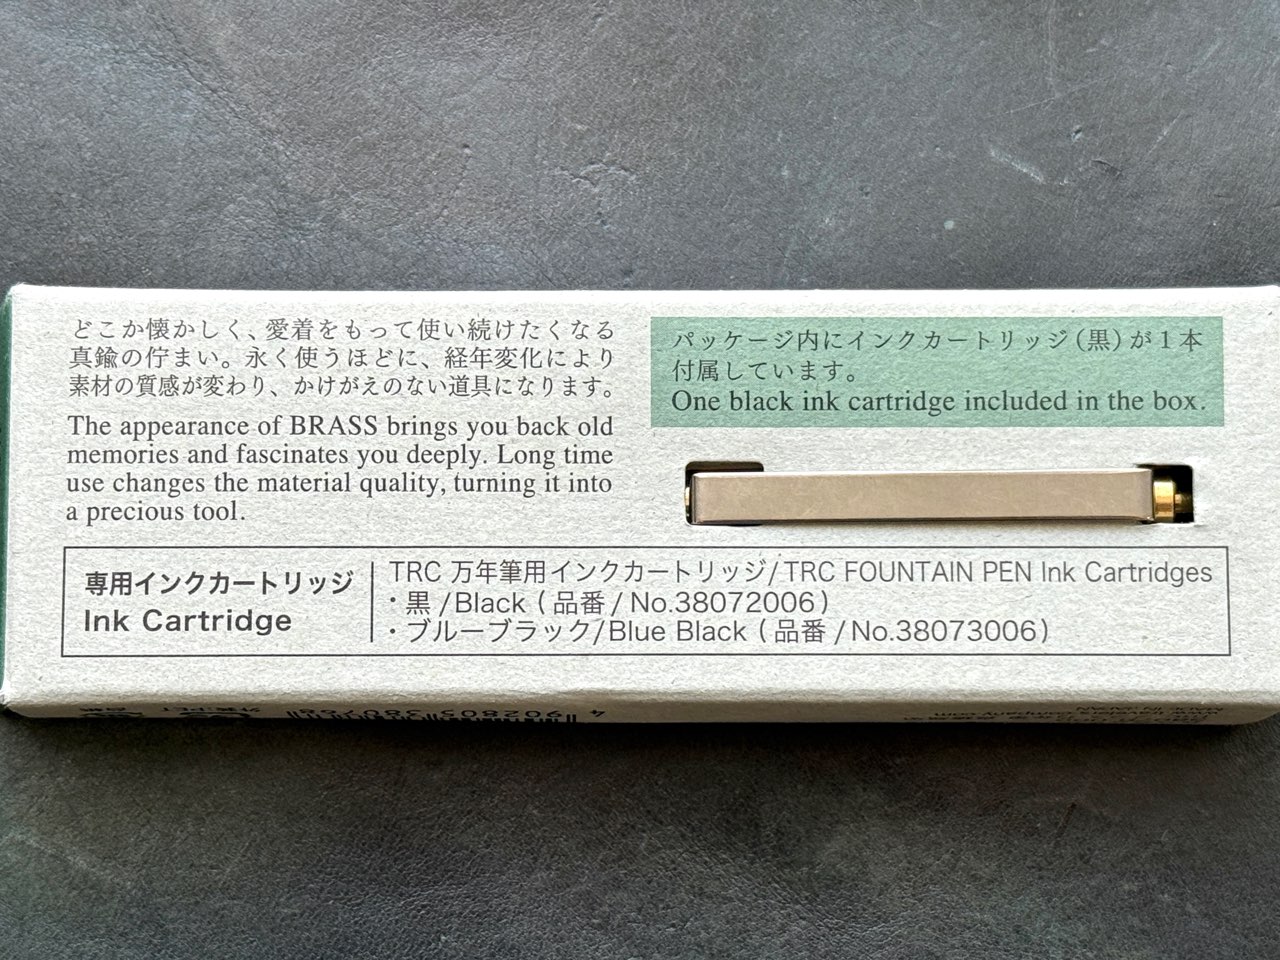 どこか懐かしく、愛着をもって使い続けたくなる
真鍮の佇まい。永く使うほどに、経年変化により
素材の質感が変わり、かけがえのない道具になります。
The appearance of BRASS brings you back old
memories and fascinates you deeply. Long time
use changes the material quality, turning it into
a precious tool.
パッケージ内にインクカートリッジ(黒)が1本
付属しています。
One black ink cartridge included in the box.
専用インクカートリッジ
Ink Cartridge
TRC 万年筆用インクカートリッジ/TRC FOUNTAIN PEN Ink Cartridges
・黒 /Black (品番 / No.38072006)
・ブルーブラック/Blue Black (品番 / No.38073006)
MADE IN JAPAN